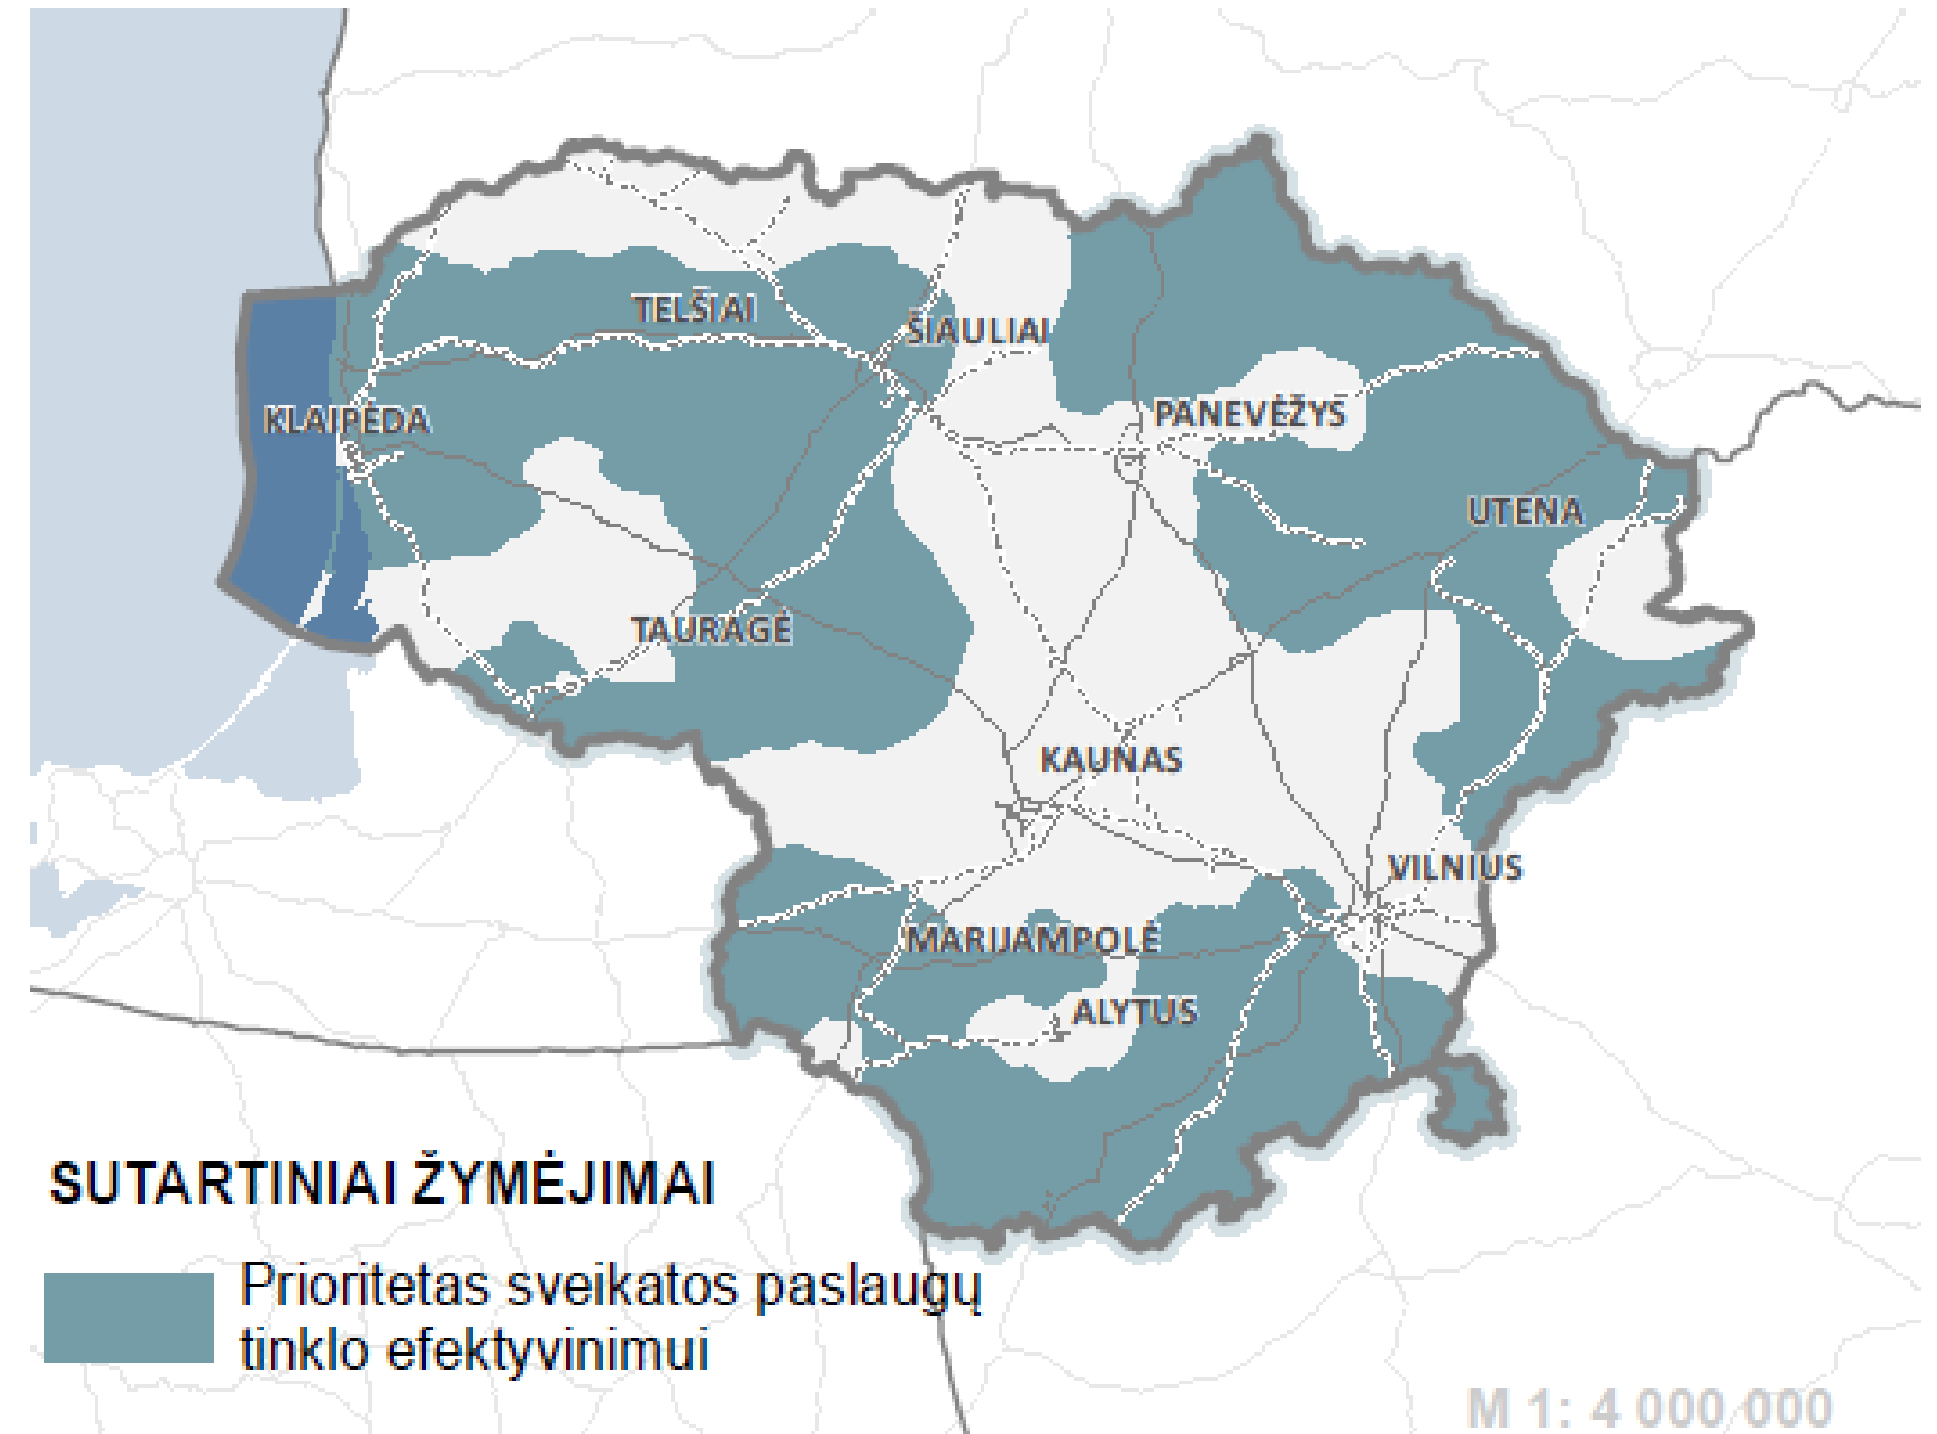 TELŠIAI
ŠIAULIAI
KLAIPĖDA
PANEVĖŽYS
UTENA
TAURAGĖ
KAUNAS
VILNIUS
MARIJAMPOLĖ
ALYTUS
SUTARTINIAI ŽYMĖJIMAI
Prioritetas sveikatos paslaugų
tinklo efektyvinimui
M 1: 4 000 000